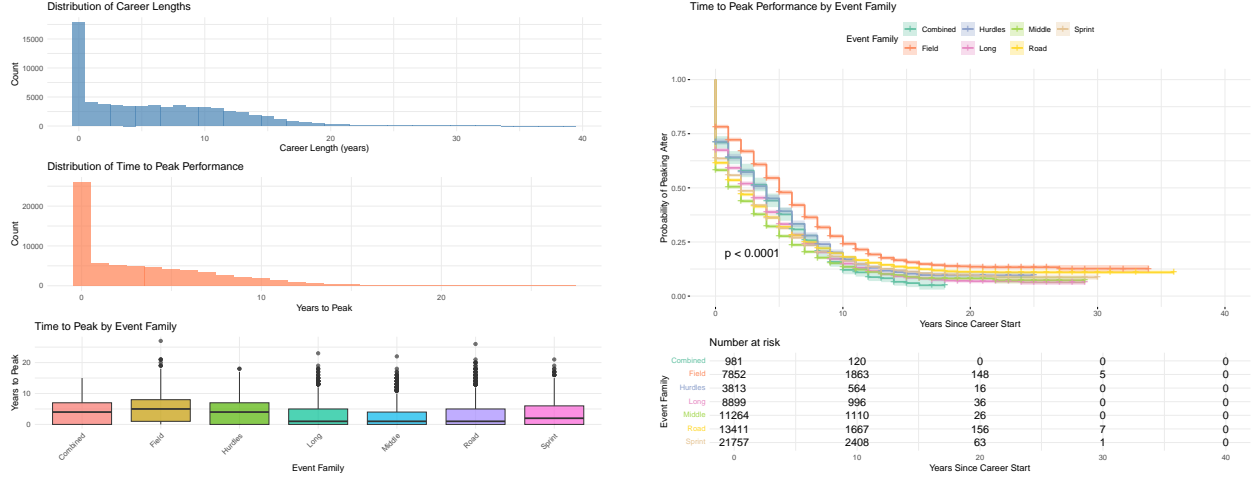 Distribution of Career Lengths
15000
10000
5000
0
Count
0 10 20 30 40
Career Length (years)
Distribution of Time to Peak Performance
20000
10000
0
Count
0 10 20
Years to Peak
Time to Peak by Event Family
20
10
0
Years to Peak
Combined Field Hurdles Long Middle Road Sprint
Event Family
Time to Peak Performance by Event Family
Event Family
Combined Hurdles Middle Sprint
Field Long Road
1.00
0.75
0.50
0.25
0.00
Probability of Peaking After
p < 0.0001
0 10 20 30 40
Years Since Career Start
Number at risk
Event Family
Combined 981 120 0 0 0
Field 7852 1863 148 5 0
Hurdles 3813 564 16 0 0
Long 8899 996 36 0 0
Middle 11264 1110 26 0 0
Road 13411 1667 156 7 0
Sprint 21757 2408 63 1 0
0 10 20 30 40
Years Since Career Start